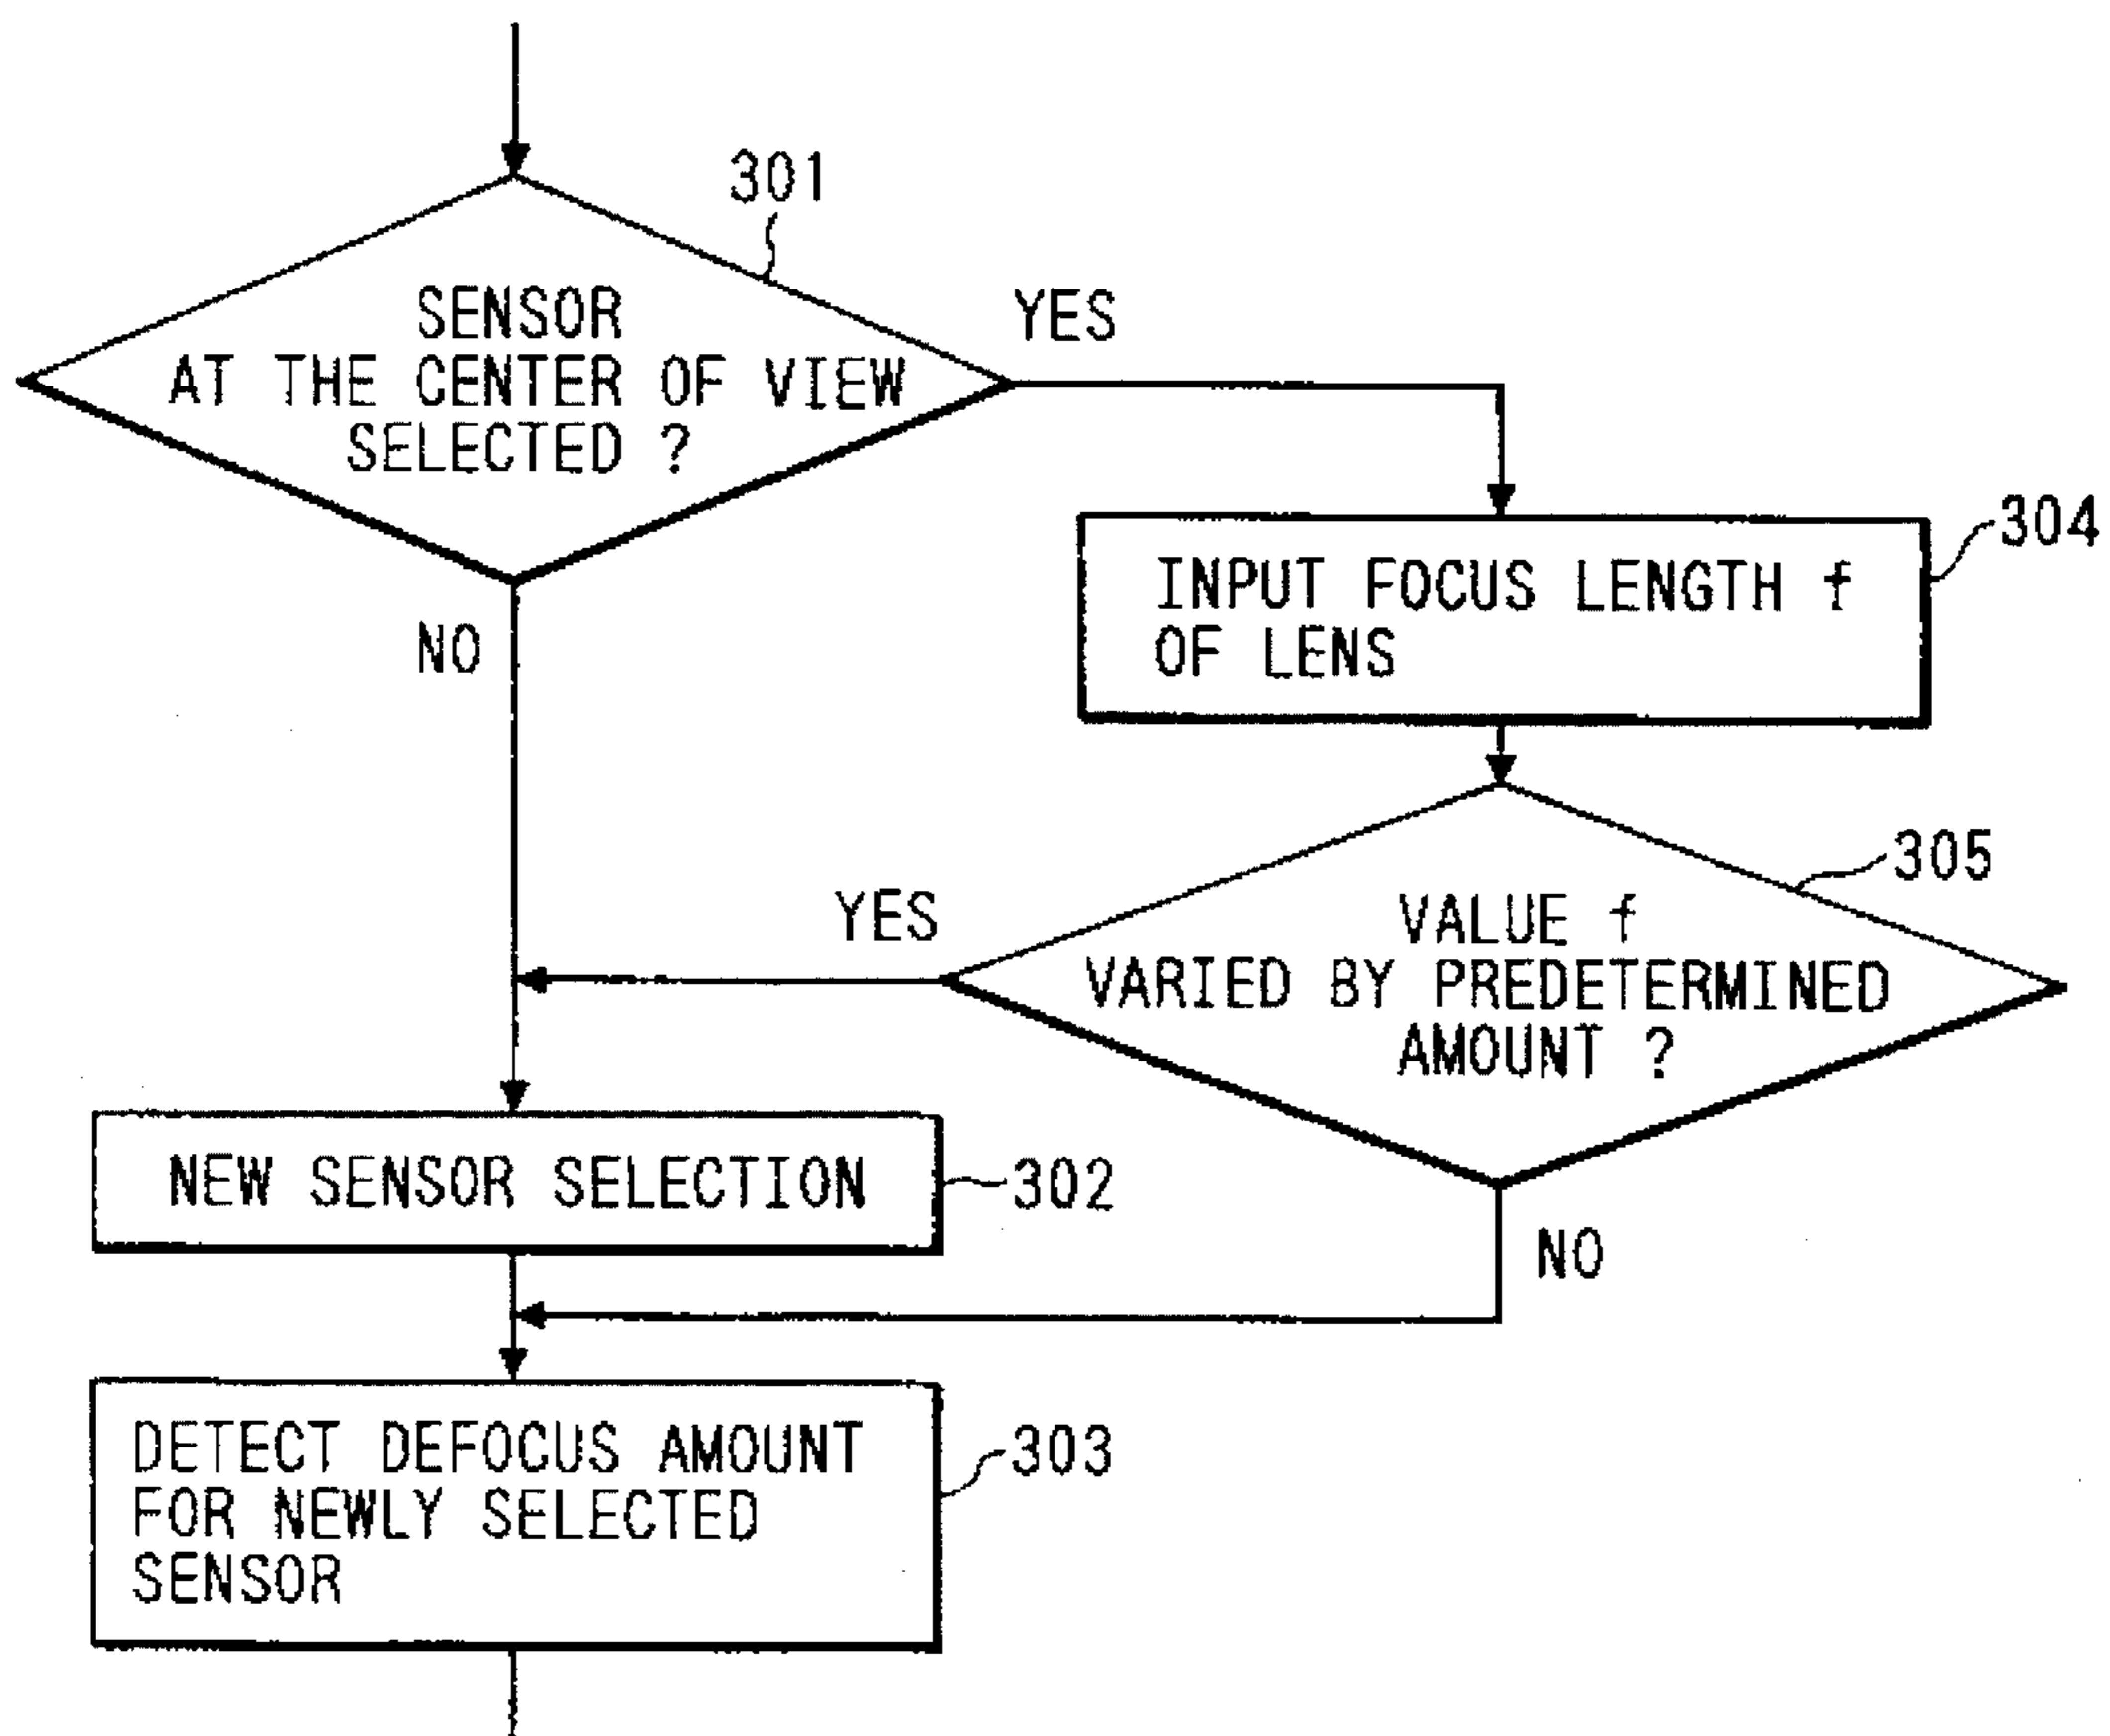 301
SENSOR
AT THE CENTER OF VIEW
SELECTED ?
YES
NO
304
INPUT FOCUS LENGTH f
OF LENS
305
VALUE f
VARIED BY PREDETERMINED
AMOUNT ?
YES
NO
NEW SENSOR SELECTION
302
DETECT DEFOCUS AMOUNT
FOR NEWLY SELECTED
SENSOR
303